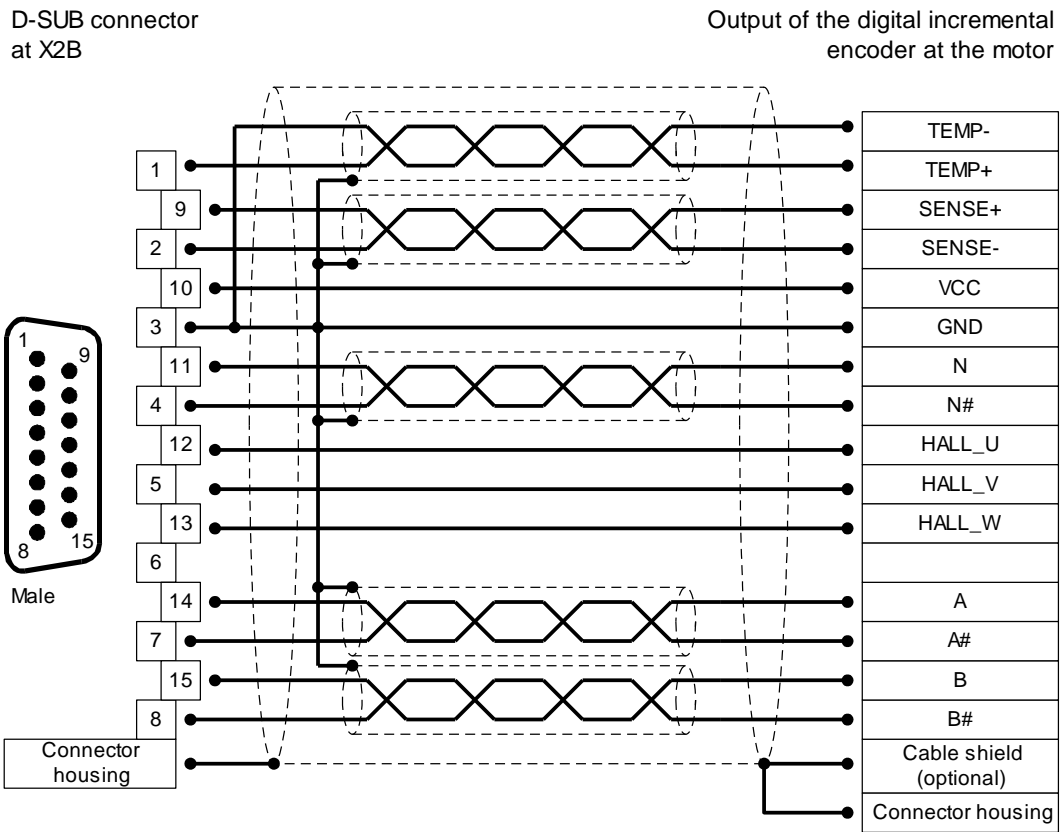 D-SUB connector
at X2B
Output of the digital incremental
encoder at the motor
TEMP-
1
TEMP+
9
SENSE+
2
SENSE-
10
VCC
3
GND
11
N
4
N#
12
HALL_U
5
HALL_V
13
HALL_W
6
14
A
7
A#
15
B
8
B#
1
9
8
15
Male
Connector
housing
Cable shield
(optional)
Connector housing